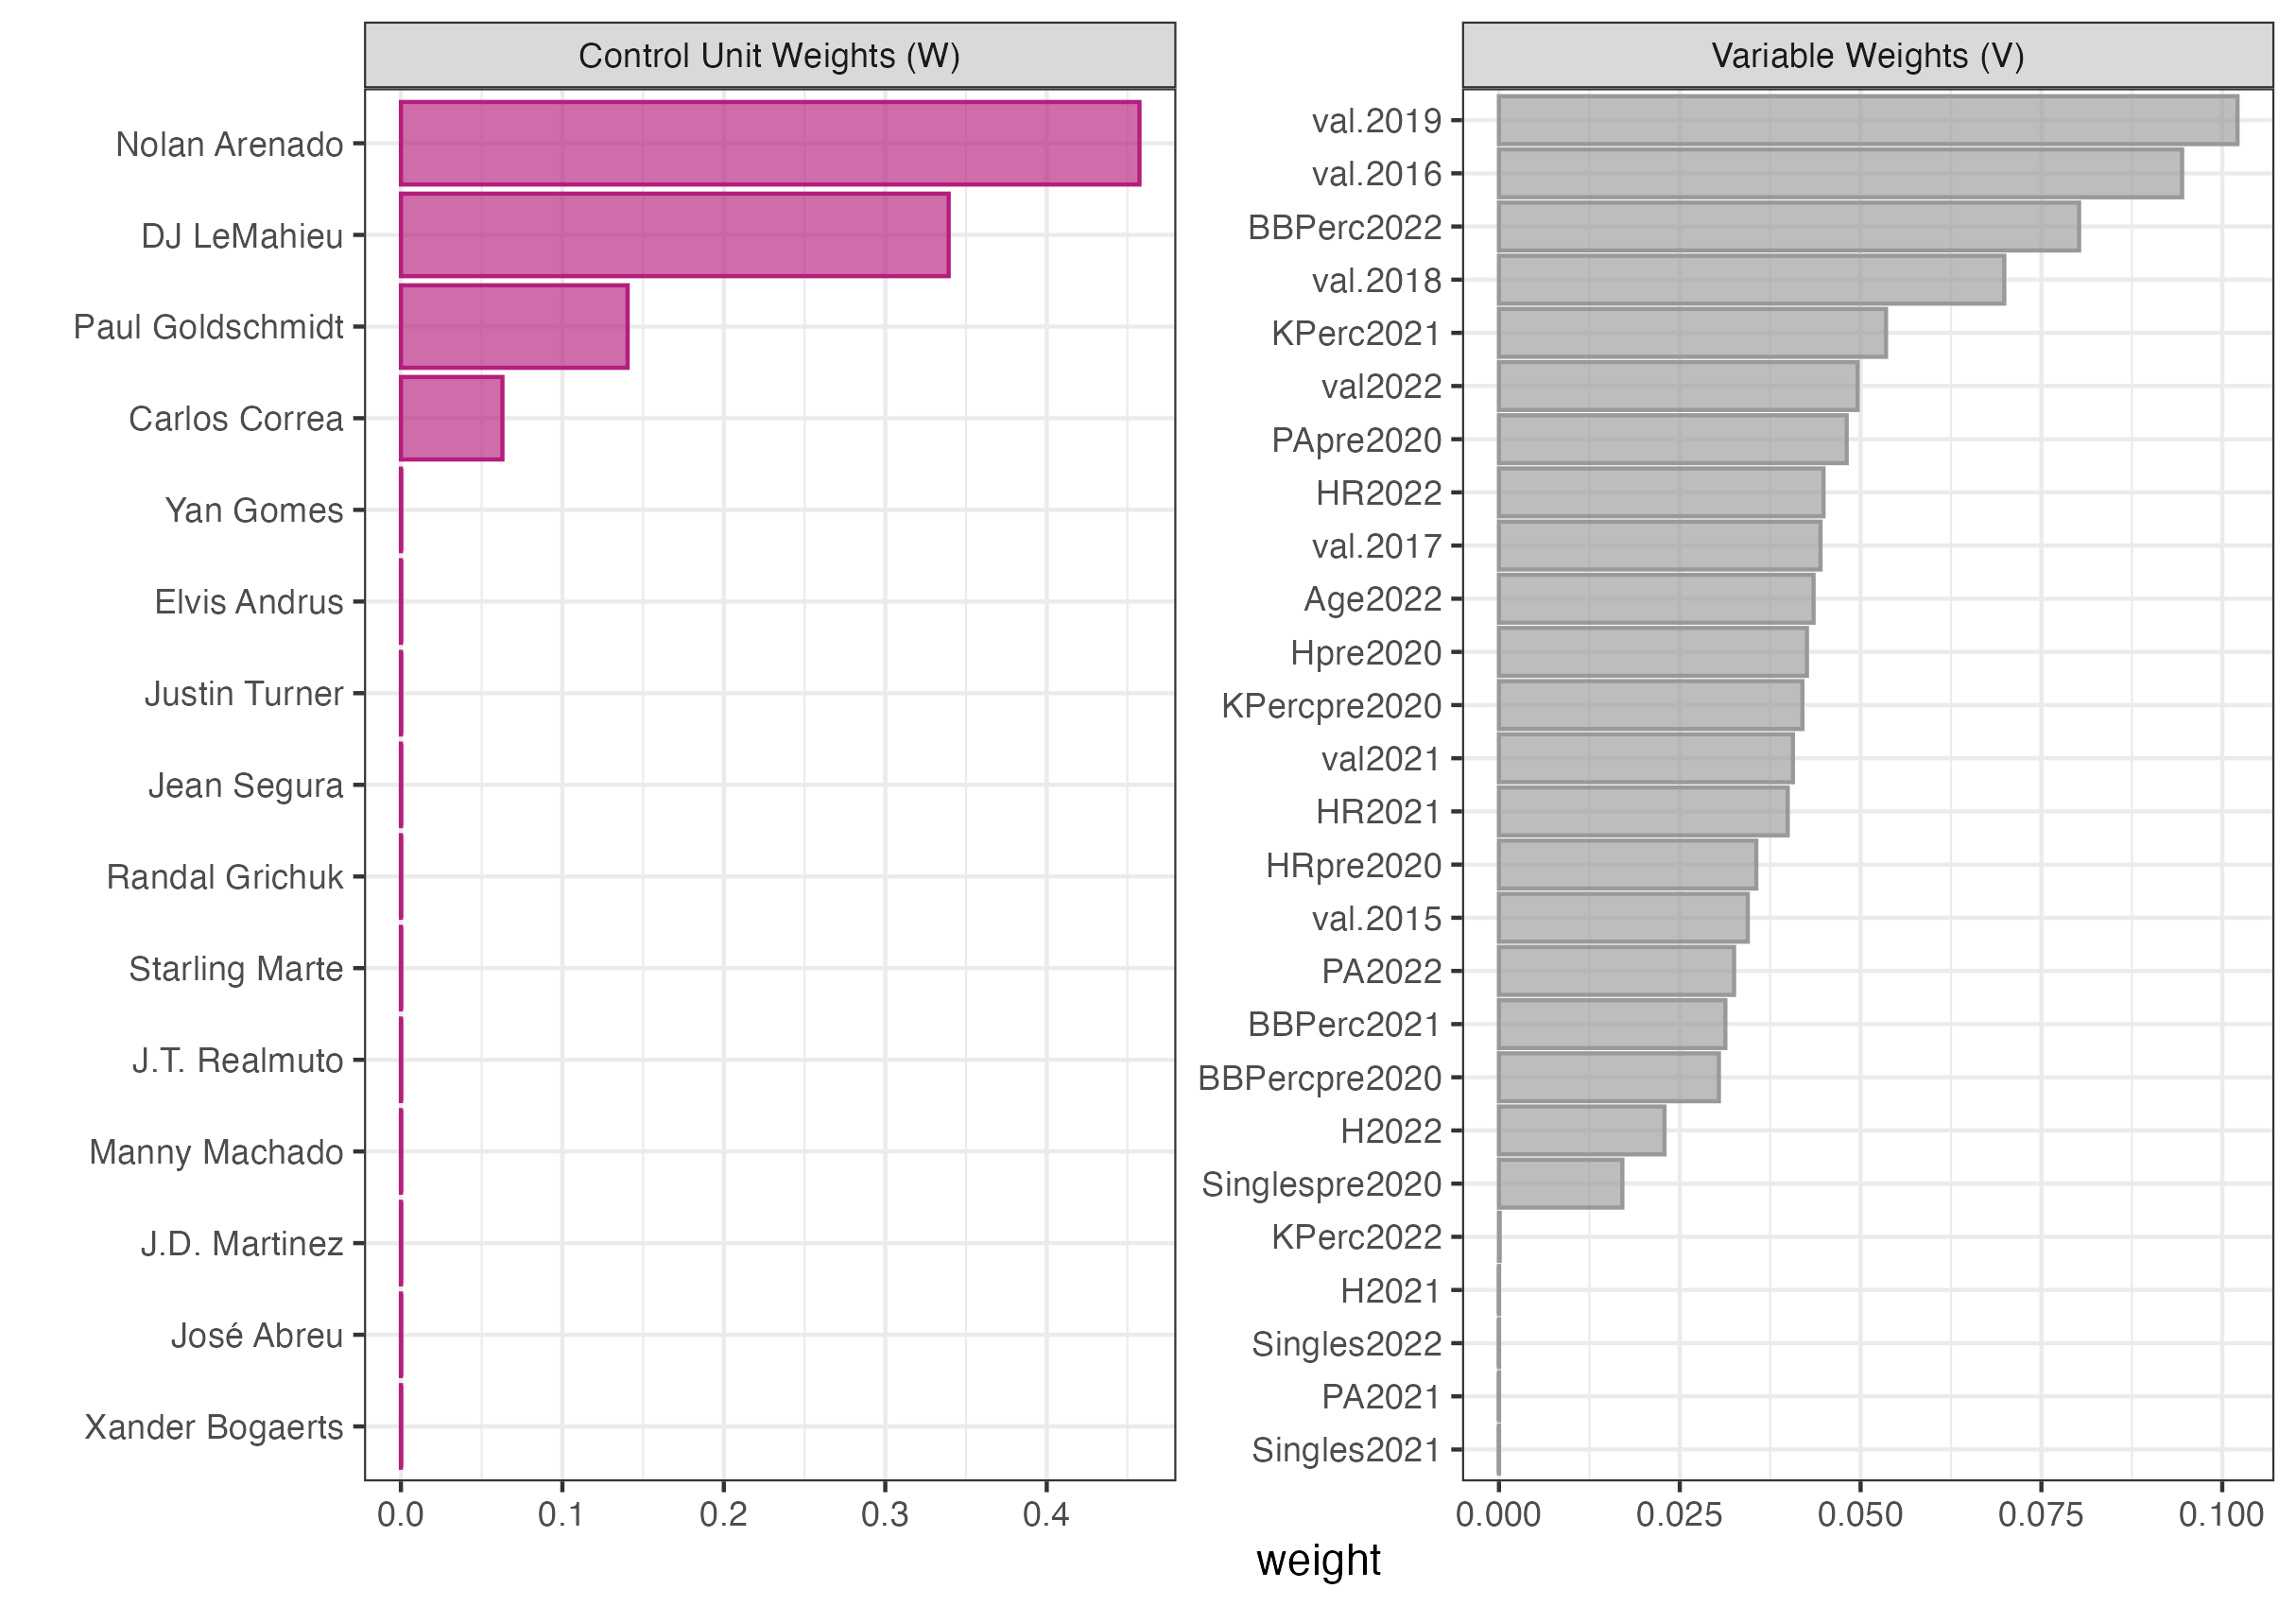 Control Unit Weights (W)
Nolan Arenado
DJ LeMahieu
Paul Goldschmidt
Carlos Correa
Yan Gomes
Elvis Andrus
Justin Turner
Jean Segura
Randal Grichuk
Starling Marte
J.T. Realmuto
Manny Machado
J.D. Martinez
José Abreu
Xander Bogaerts
0.0 0.1 0.2 0.3 0.4
Variable Weights (V)
val.2019
val.2016
BBPerc2022
val.2018
KPerc2021
val2022
PApre2020
HR2022
val.2017
Age2022
Hpre2020
KPercpre2020
val2021
HR2021
HRpre2020
val.2015
PA2022
BBPerc2021
BBPercpre2020
H2022
Singlespre2020
KPerc2022
H2021
Singles2022
PA2021
Singles2021
0.000 0.025 0.050 0.075 0.100
weight